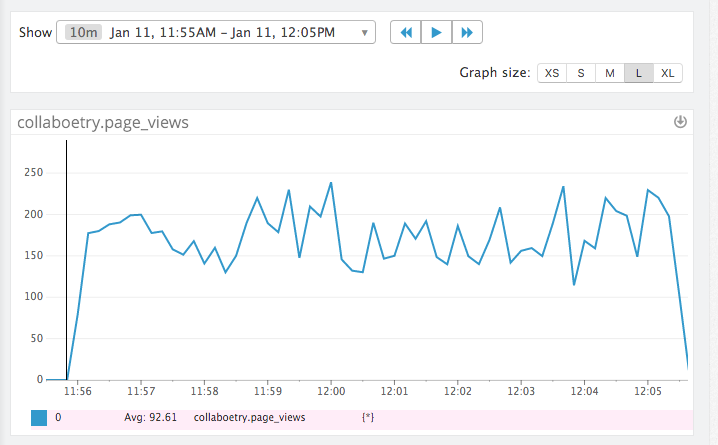 Show 10m Jan 11, 11:55AM – Jan 11, 12:05PM
Graph size: XS S M L XL
collaboetry.page_views
250
200
150
100
50
0
11:56 11:57 11:58 11:59 12:00 12:01 12:02 12:03 12:04 12:05
0 Avg: 92.61 collaboetry.page_views {*}